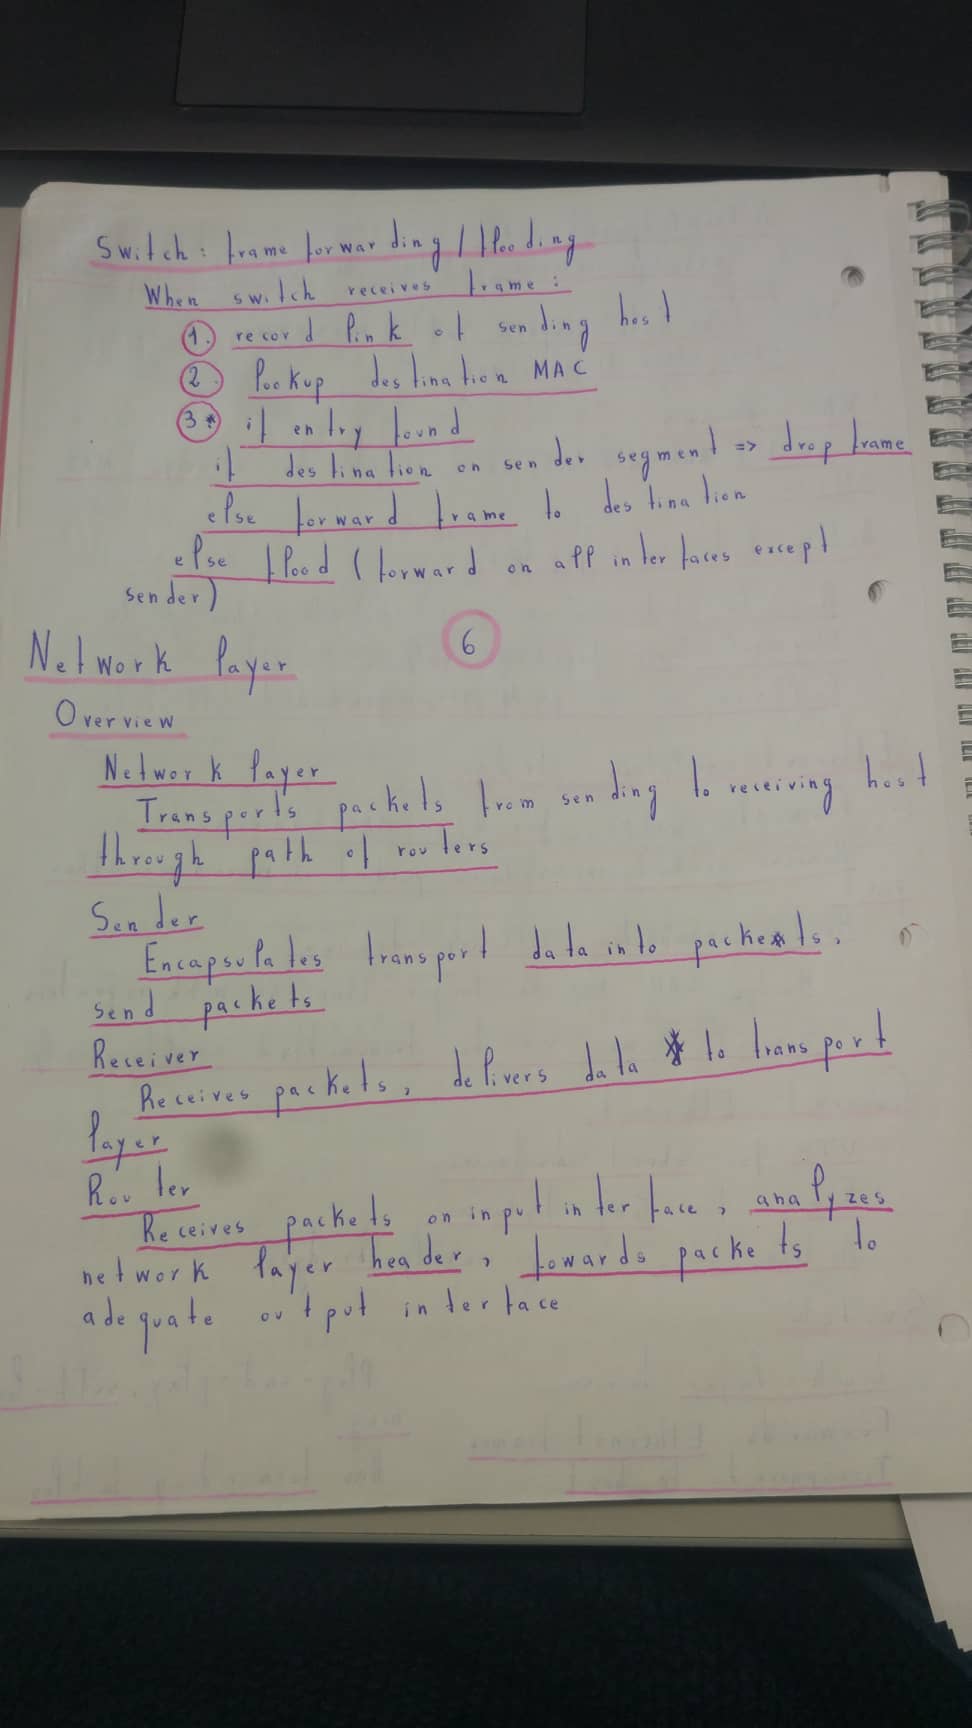 Switch: frame forwarding / flooding
When switch receives frame:
1. record link of sending host
2. lookup destination MAC
3. if entry found
if destination on sender segment => drop frame
else forward frame to destination
else flood (forward on all interfaces except
sender)
6
Network layer
Overview
Network layer
Transports packets from sending to receiving host
through path of routers
Sender
Encapsulates transport data into packets,
send packets
Receiver
Receives packets, delivers data to transport
layer
Router
Receives packets on input interface, analyzes
network layer header, fowards packets to
adequate output interface